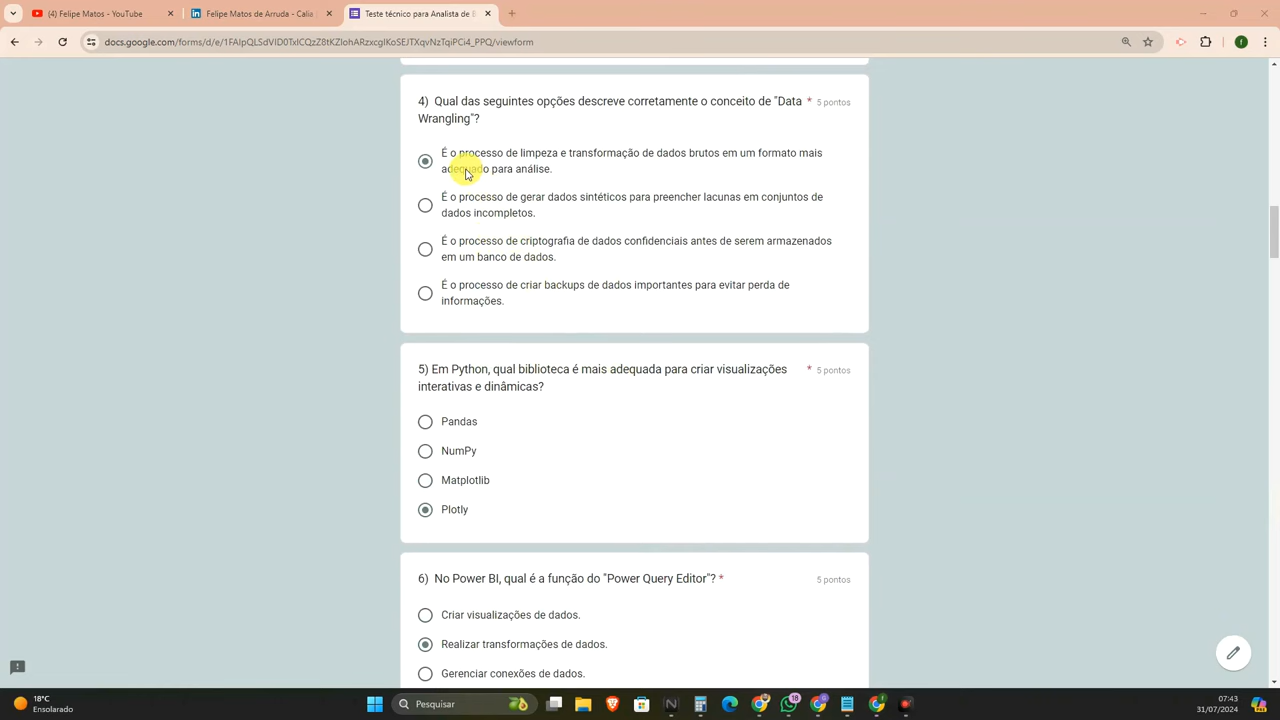 (4) Felipe Matos - YouTube
Felipe Matos de Arruda - Calia
Teste técnico para Analista de B
docs.google.com/forms/d/e/1FAIpQLSdVID0TxlCQzZ8tKZlohARzxcglKoSEJTXqvNzTqiPCi4_PPQ/viewform
4) Qual das seguintes opções descreve corretamente o conceito de "Data * 5 pontos
Wrangling"?
É o processo de limpeza e transformação de dados brutos em um formato mais
adequado para análise.
É o processo de gerar dados sintéticos para preencher lacunas em conjuntos de
dados incompletos.
É o processo de criptografia de dados confidenciais antes de serem armazenados
em um banco de dados.
É o processo de criar backups de dados importantes para evitar perda de
informações.
5) Em Python, qual biblioteca é mais adequada para criar visualizações * 5 pontos
interativas e dinâmicas?
Pandas
NumPy
Matplotlib
Plotly
6) No Power BI, qual é a função do "Power Query Editor"? * 5 pontos
Criar visualizações de dados.
Realizar transformações de dados.
Gerenciar conexões de dados.
18°C
Ensolarado
Pesquisar
18
07:43
31/07/2024